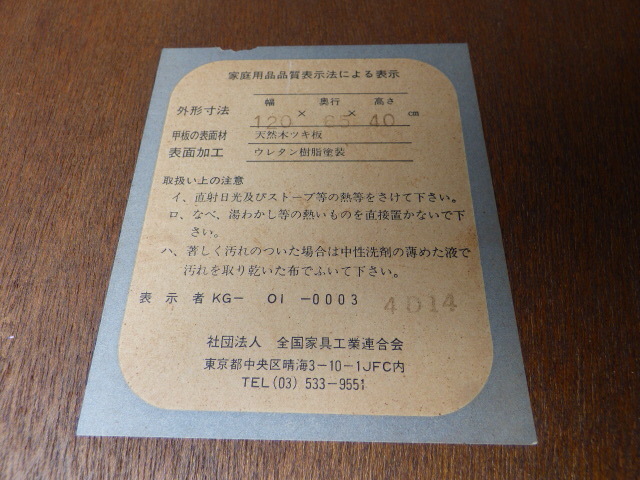 家庭用品品質表示法による表示
幅 奥行 高さ
外形寸法 120 × 65 × 40 cm
甲板の表面材 天然木ツキ板
表面加工 ウレタン樹脂塗装
取扱い上の注意
イ、直射日光及びストーブ等の熱等をさけて下さい。
ロ、なべ、湯わかし等の熱いものを直接置かないで下
さい。
ハ、著しく汚れのついた場合は中性洗剤の薄めた液で
汚れを取り乾いた布でふいて下さい。
表示者 KG- 01 -0003 4D14
社団法人 全国家具工業連合会
東京都中央区晴海3-10-1JFC内
TEL(03) 533-9551